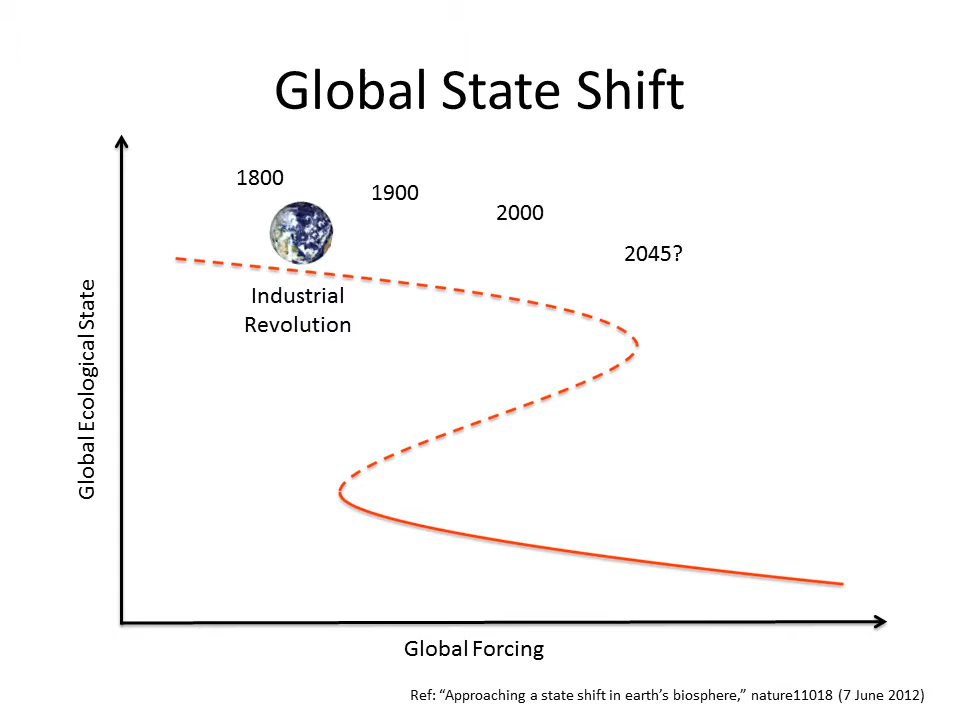 Global State Shift
1800
1900
2000
2045?
Industrial
Revolution
Global Ecological State
Global Forcing
Ref: “Approaching a state shift in earth’s biosphere,” nature11018 (7 June 2012)